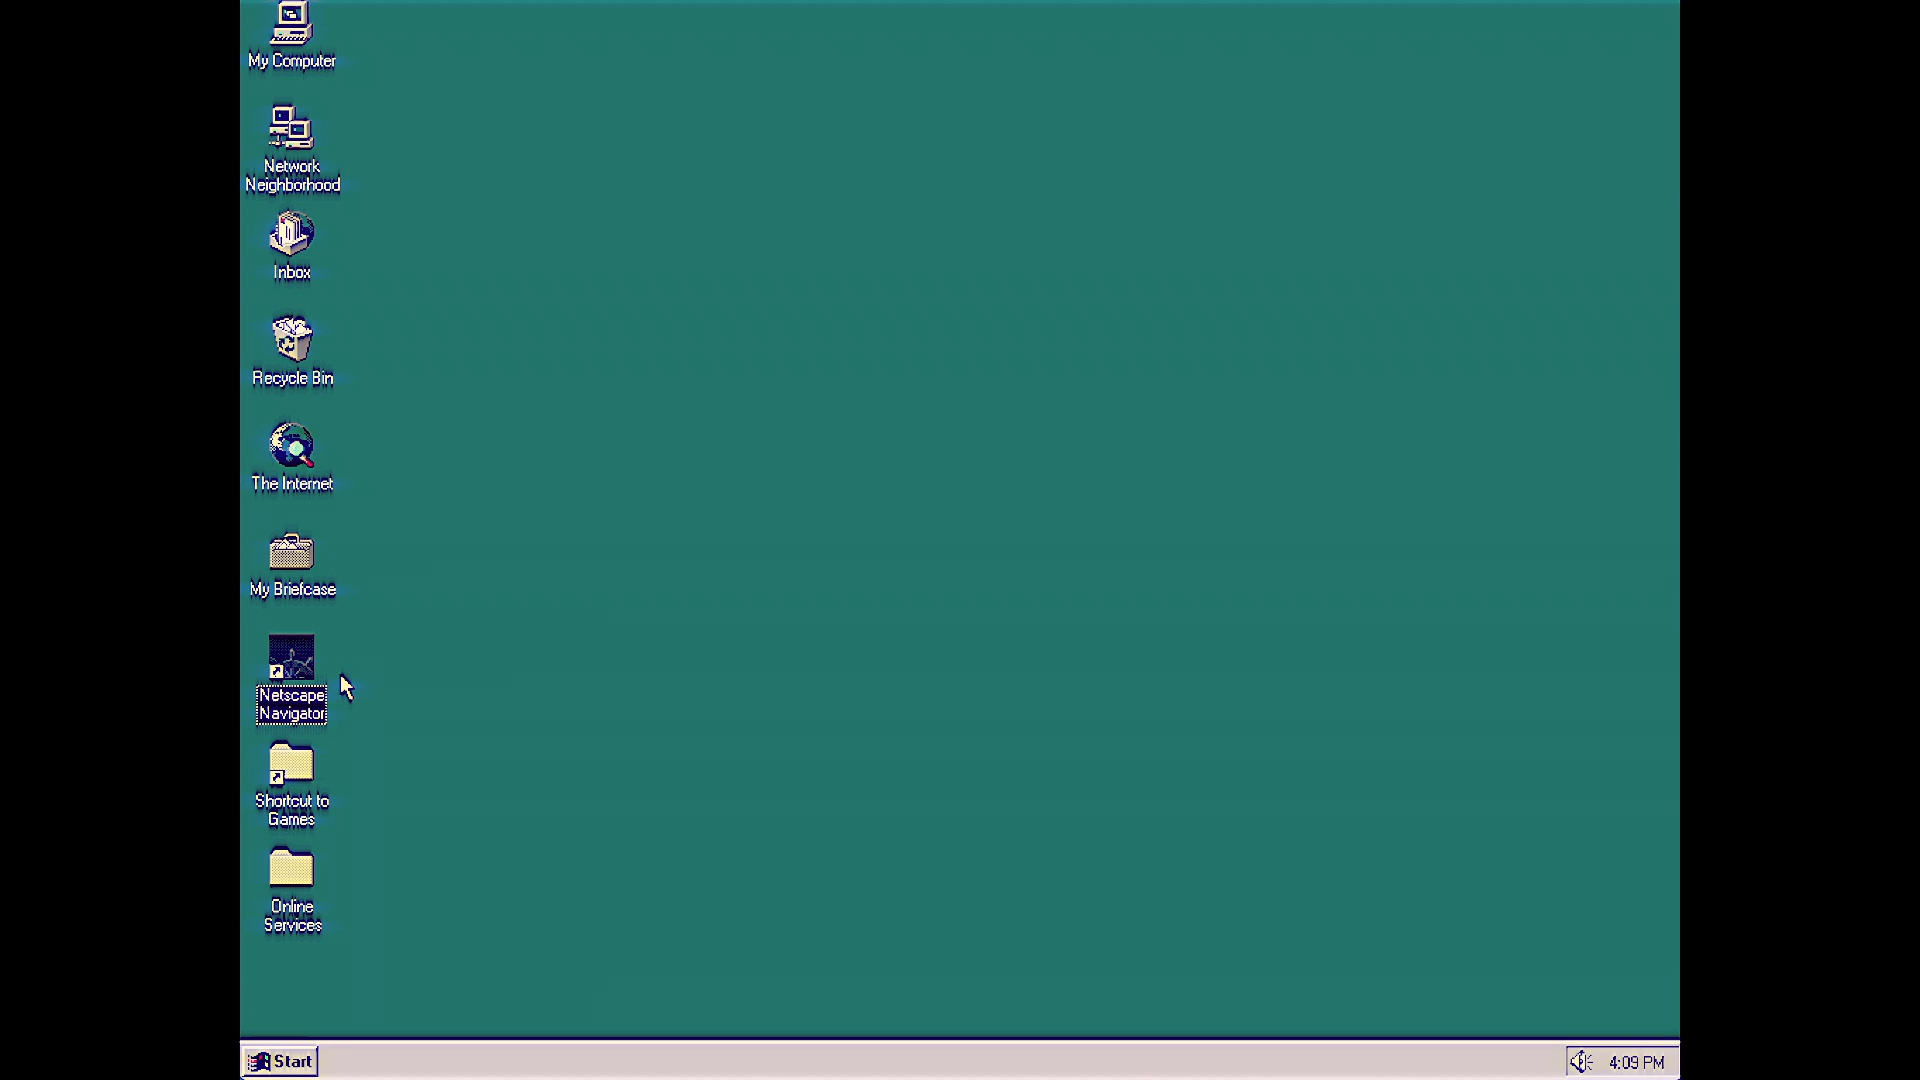 My Computer
Network
Neighborhood
Inbox
Recycle Bin
The Internet
My Briefcase
Netscape
Navigator
Shortcut to
Games
Online
Services
Start
4:09 PM